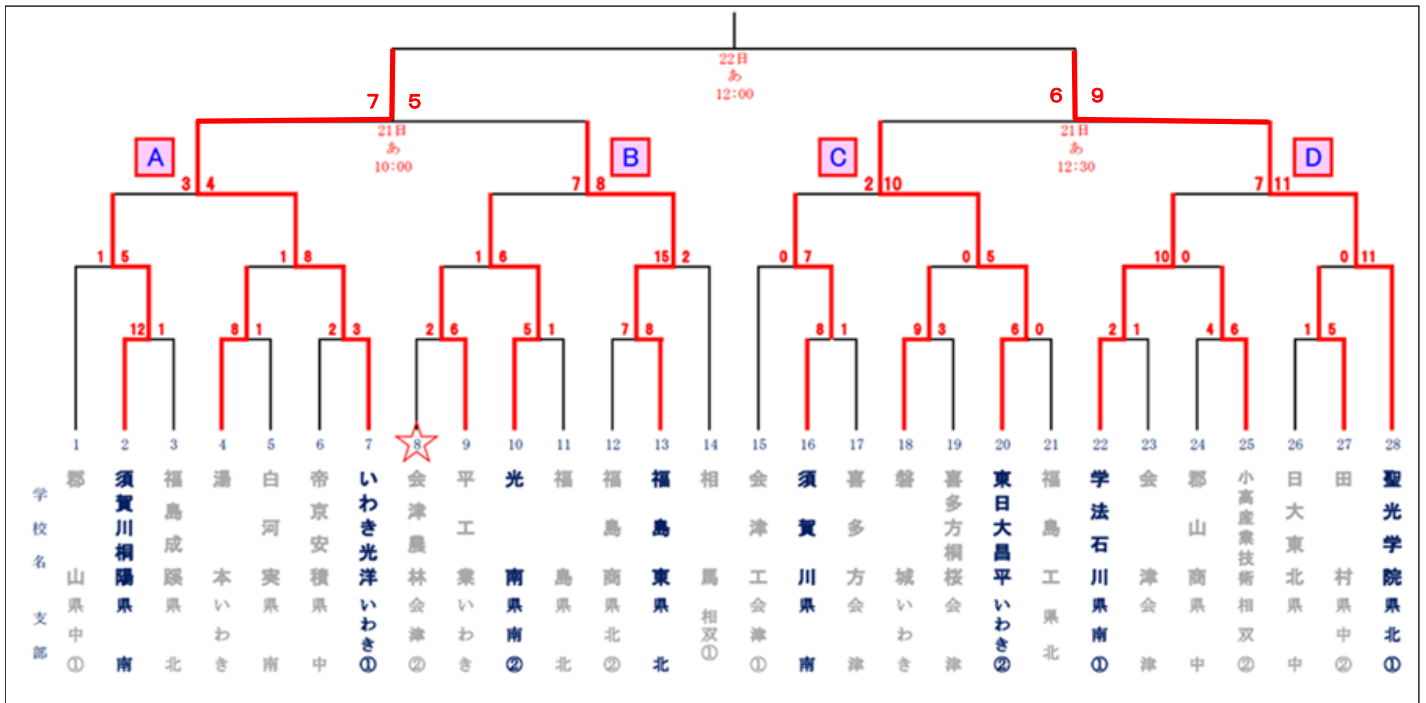 22日
あ
12:00
7 5
6 9
21日
あ
10:00
21日
あ
12:30
A
B
C
D
3 4
7 8
2 10
7 11
1 5
1 8
1 6
15 2
0 7
0 5
10 0
0 11
12 1
8 1
2 3
2 6
5 1
7 8
8 1
9 3
6 0
2 1
4 6
1 5
1 2 3 4 5 6 7 8 9 10 11 12 13 14 15 16 17 18 19 20 21 22 23 24 25 26 27 28
学校名
支部
郡山 県中①
須賀川桐陽 県南
福島成蹊 県北
湯本 いわき
白河実 県南
帝京安積 県中
いわき光洋 いわき①
会津農林 会津②
平工業 いわき
光南 県南②
福島 県北
福島商 県北②
福島東 県北
相馬 相双①
会津工 会津①
須賀川 県南
喜多方 会津
磐城 いわき
喜多方桐桜 会津
東日大昌平 いわき②
福島工 県北
学法石川 県南①
会津 会津
郡山商 県中
小高産業技術 相双②
日大東北 県中
田村 県中②
聖光学院 県北①